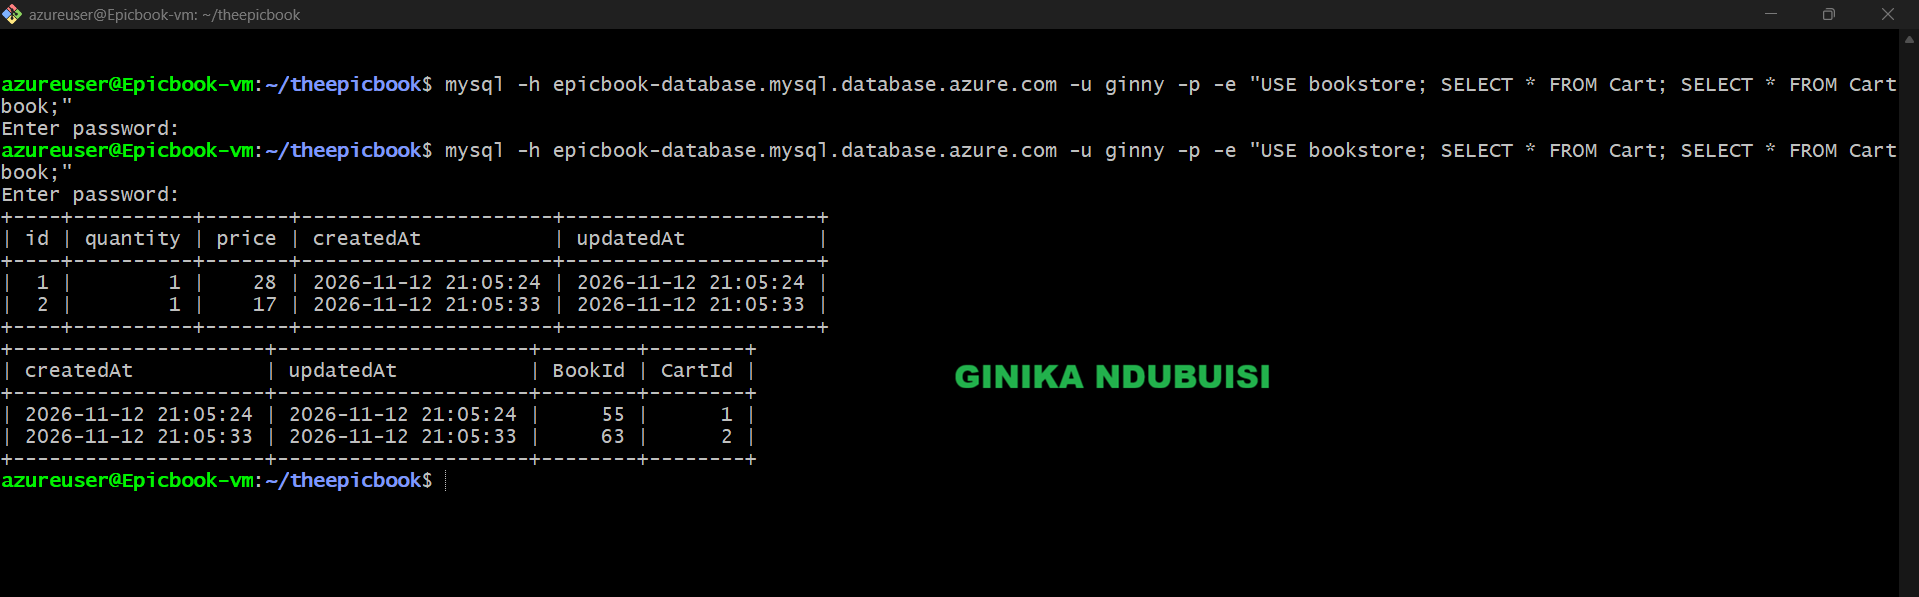 azureuser@Epicbook-vm: ~/theepicbook
azureuser@Epicbook-vm:~/theepicbook$ mysql -h epicbook-database.mysql.database.azure.com -u ginny -p -e "USE bookstore; SELECT * FROM Cart; SELECT * FROM Cart
book;"
Enter password:
azureuser@Epicbook-vm:~/theepicbook$ mysql -h epicbook-database.mysql.database.azure.com -u ginny -p -e "USE bookstore; SELECT * FROM Cart; SELECT * FROM Cart
book;"
Enter password:
+----+----------+-------+---------------------+---------------------+
| id | quantity | price | createdAt           | updatedAt           |
+----+----------+-------+---------------------+---------------------+
|  1 |        1 |    28 | 2026-11-12 21:05:24 | 2026-11-12 21:05:24 |
|  2 |        1 |    17 | 2026-11-12 21:05:33 | 2026-11-12 21:05:33 |
+----+----------+-------+---------------------+---------------------+
+---------------------+---------------------+--------+--------+
| createdAt           | updatedAt           | BookId | CartId |
+---------------------+---------------------+--------+--------+
| 2026-11-12 21:05:24 | 2026-11-12 21:05:24 |     55 |      1 |
| 2026-11-12 21:05:33 | 2026-11-12 21:05:33 |     63 |      2 |
+---------------------+---------------------+--------+--------+
GINIKA NDUBUISI
azureuser@Epicbook-vm:~/theepicbook$